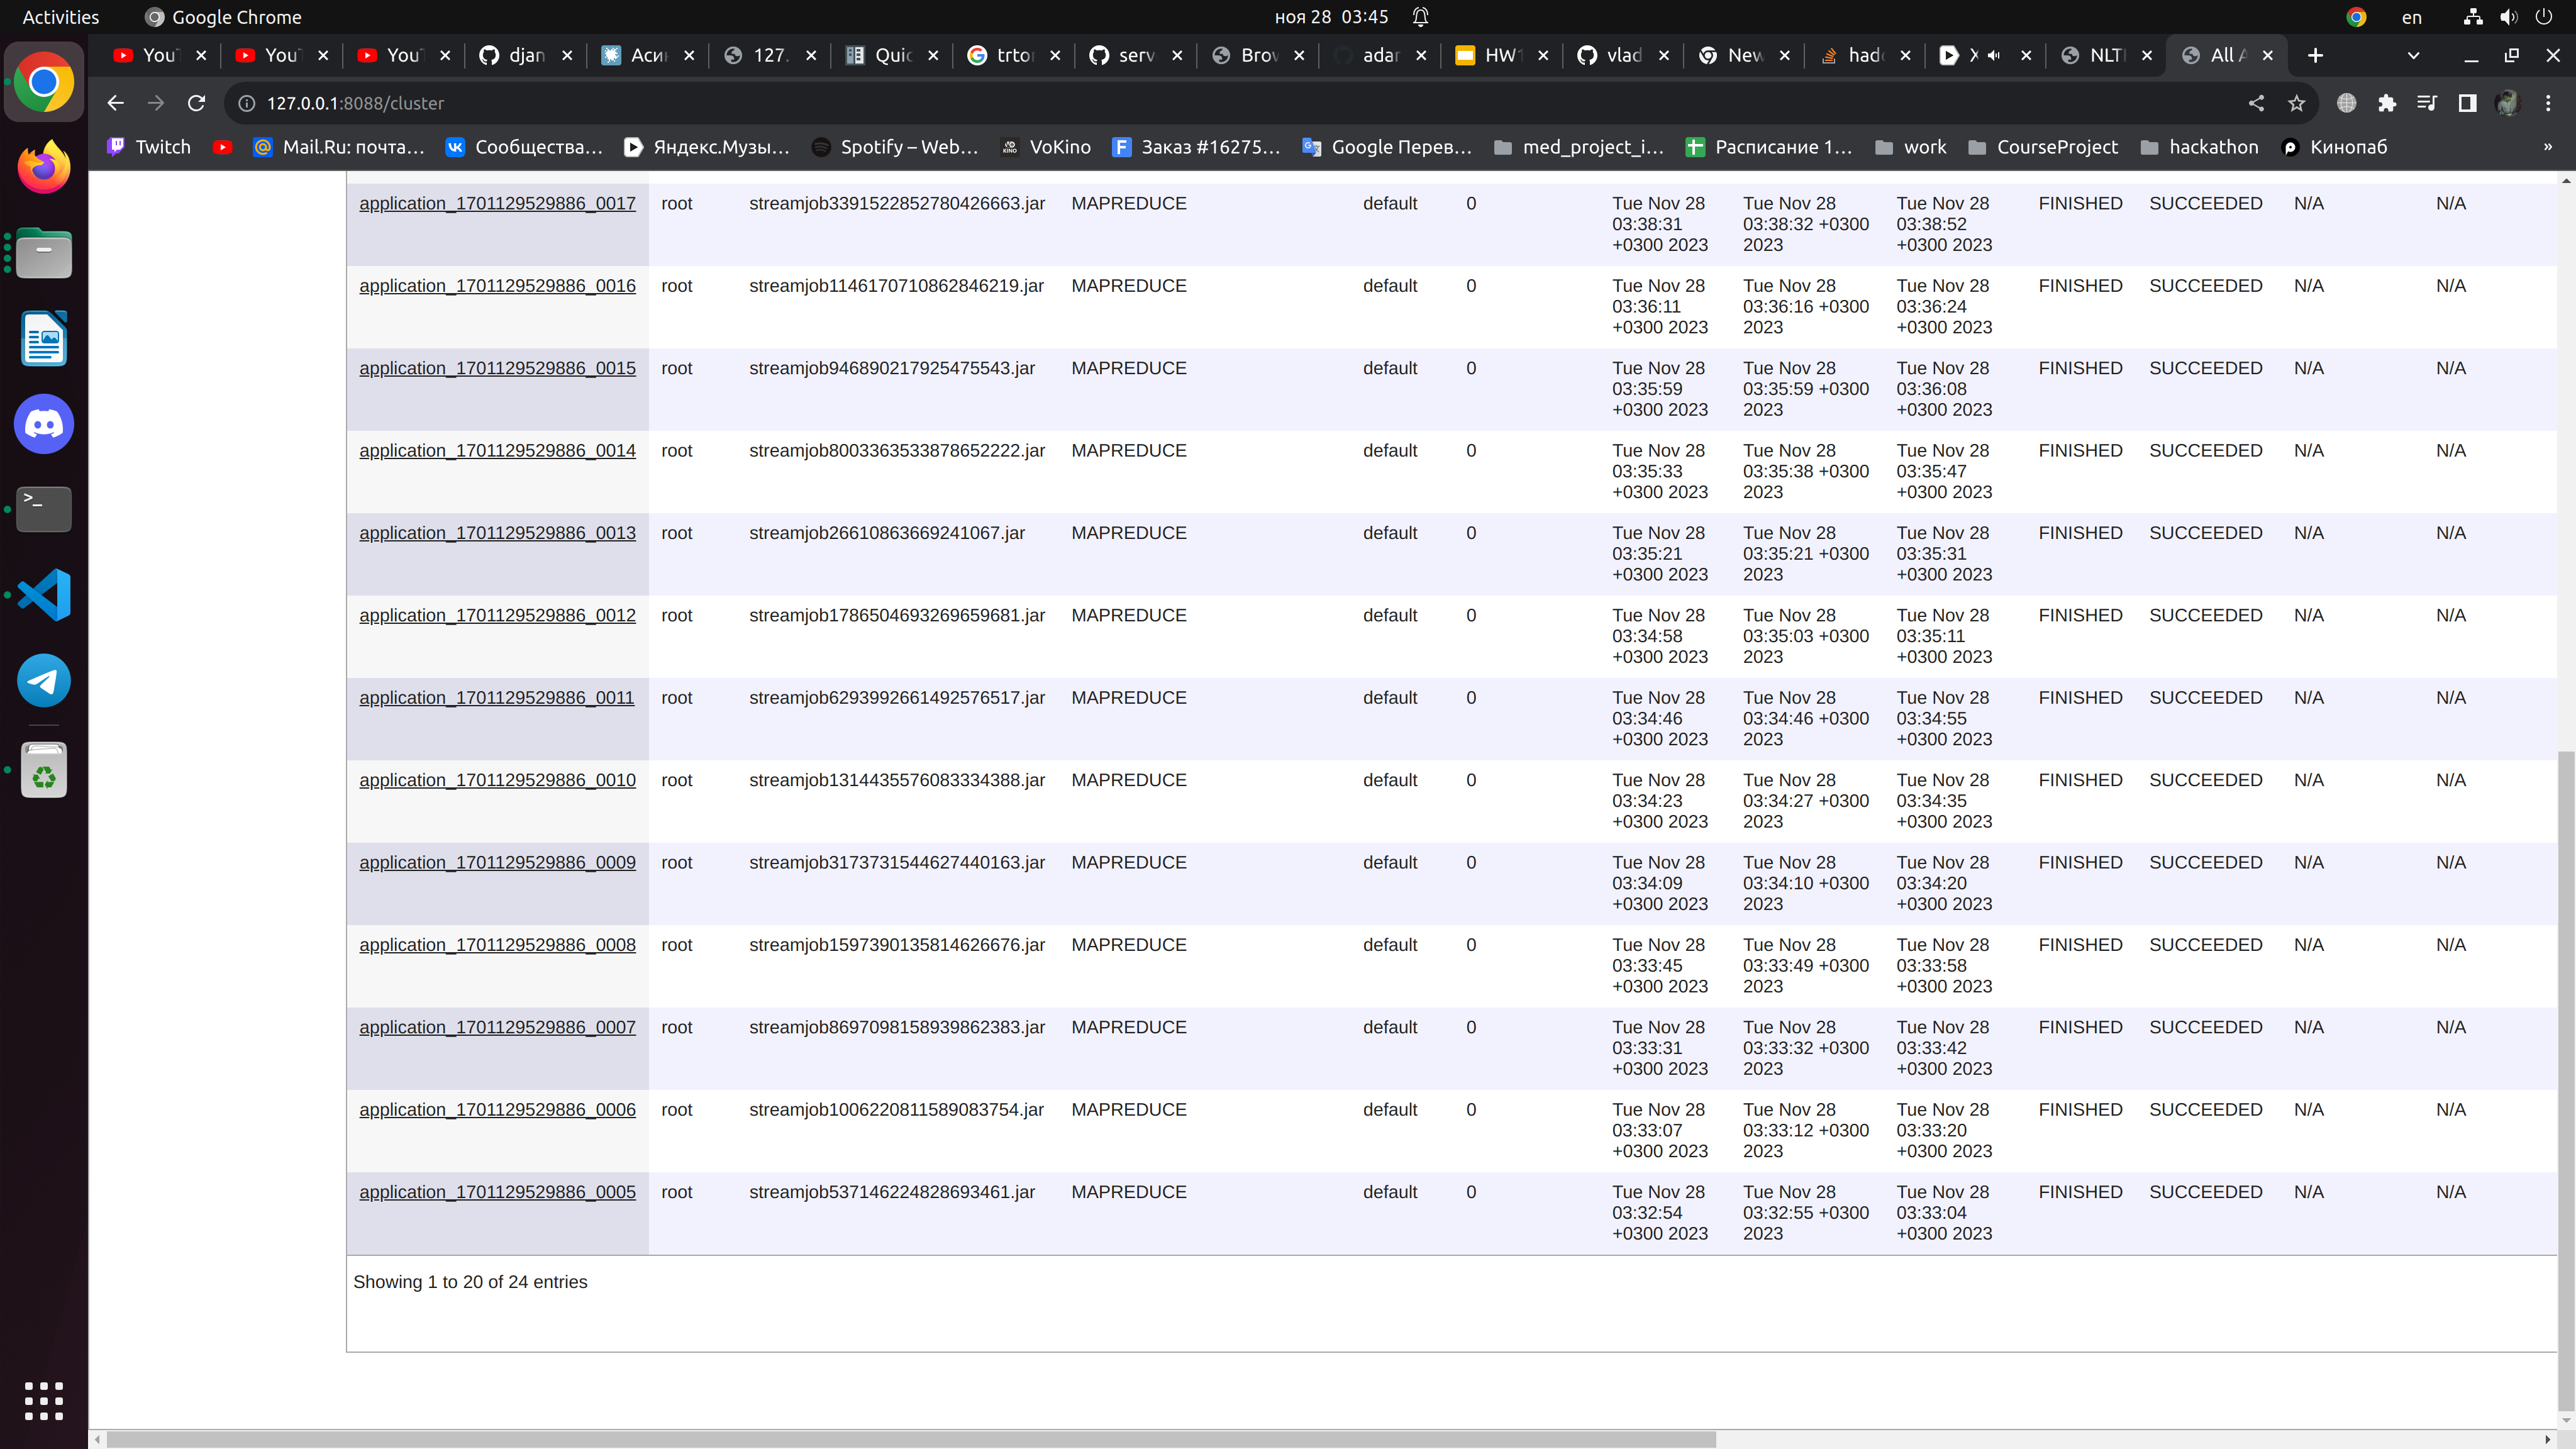 Activities
Google Chrome
ноя 28 03:45
en
You
You
You
djan
Аси
127.
Quic
trto
serv
Brow
adar
HW1
vlad
New
hado
X
NLT
All A
127.0.0.1:8088/cluster
Twitch
Mail.Ru: почта...
Сообщества...
Яндекс.Музы...
Spotify – Web...
VoKino
Заказ #16275...
Google Перев...
med_project_i...
Расписание 1...
work
CourseProject
hackathon
Кинопаб
»
application_1701129529886_0017 root streamjob3391522852780426663.jar MAPREDUCE default 0 Tue Nov 28 Tue Nov 28 Tue Nov 28 FINISHED SUCCEEDED N/A N/A
03:38:31 03:38:32 +0300 03:38:52
+0300 2023 2023 +0300 2023
application_1701129529886_0016 root streamjob1146170710862846219.jar MAPREDUCE default 0 Tue Nov 28 Tue Nov 28 Tue Nov 28 FINISHED SUCCEEDED N/A N/A
03:36:11 03:36:16 +0300 03:36:24
+0300 2023 2023 +0300 2023
application_1701129529886_0015 root streamjob946890217925475543.jar MAPREDUCE default 0 Tue Nov 28 Tue Nov 28 Tue Nov 28 FINISHED SUCCEEDED N/A N/A
03:35:59 03:35:59 +0300 03:36:08
+0300 2023 2023 +0300 2023
application_1701129529886_0014 root streamjob8003363533878652222.jar MAPREDUCE default 0 Tue Nov 28 Tue Nov 28 Tue Nov 28 FINISHED SUCCEEDED N/A N/A
03:35:33 03:35:38 +0300 03:35:47
+0300 2023 2023 +0300 2023
application_1701129529886_0013 root streamjob26610863669241067.jar MAPREDUCE default 0 Tue Nov 28 Tue Nov 28 Tue Nov 28 FINISHED SUCCEEDED N/A N/A
03:35:21 03:35:21 +0300 03:35:31
+0300 2023 2023 +0300 2023
application_1701129529886_0012 root streamjob1786504693269659681.jar MAPREDUCE default 0 Tue Nov 28 Tue Nov 28 Tue Nov 28 FINISHED SUCCEEDED N/A N/A
03:34:58 03:35:03 +0300 03:35:11
+0300 2023 2023 +0300 2023
application_1701129529886_0011 root streamjob6293992661492576517.jar MAPREDUCE default 0 Tue Nov 28 Tue Nov 28 Tue Nov 28 FINISHED SUCCEEDED N/A N/A
03:34:46 03:34:46 +0300 03:34:55
+0300 2023 2023 +0300 2023
application_1701129529886_0010 root streamjob1314435576083334388.jar MAPREDUCE default 0 Tue Nov 28 Tue Nov 28 Tue Nov 28 FINISHED SUCCEEDED N/A N/A
03:34:23 03:34:27 +0300 03:34:35
+0300 2023 2023 +0300 2023
application_1701129529886_0009 root streamjob3173731544627440163.jar MAPREDUCE default 0 Tue Nov 28 Tue Nov 28 Tue Nov 28 FINISHED SUCCEEDED N/A N/A
03:34:09 03:34:10 +0300 03:34:20
+0300 2023 2023 +0300 2023
application_1701129529886_0008 root streamjob1597390135814626676.jar MAPREDUCE default 0 Tue Nov 28 Tue Nov 28 Tue Nov 28 FINISHED SUCCEEDED N/A N/A
03:33:45 03:33:49 +0300 03:33:58
+0300 2023 2023 +0300 2023
application_1701129529886_0007 root streamjob8697098158939862383.jar MAPREDUCE default 0 Tue Nov 28 Tue Nov 28 Tue Nov 28 FINISHED SUCCEEDED N/A N/A
03:33:31 03:33:32 +0300 03:33:42
+0300 2023 2023 +0300 2023
application_1701129529886_0006 root streamjob1006220811589083754.jar MAPREDUCE default 0 Tue Nov 28 Tue Nov 28 Tue Nov 28 FINISHED SUCCEEDED N/A N/A
03:33:07 03:33:12 +0300 03:33:20
+0300 2023 2023 +0300 2023
application_1701129529886_0005 root streamjob537146224828693461.jar MAPREDUCE default 0 Tue Nov 28 Tue Nov 28 Tue Nov 28 FINISHED SUCCEEDED N/A N/A
03:32:54 03:32:55 +0300 03:33:04
+0300 2023 2023 +0300 2023
Showing 1 to 20 of 24 entries